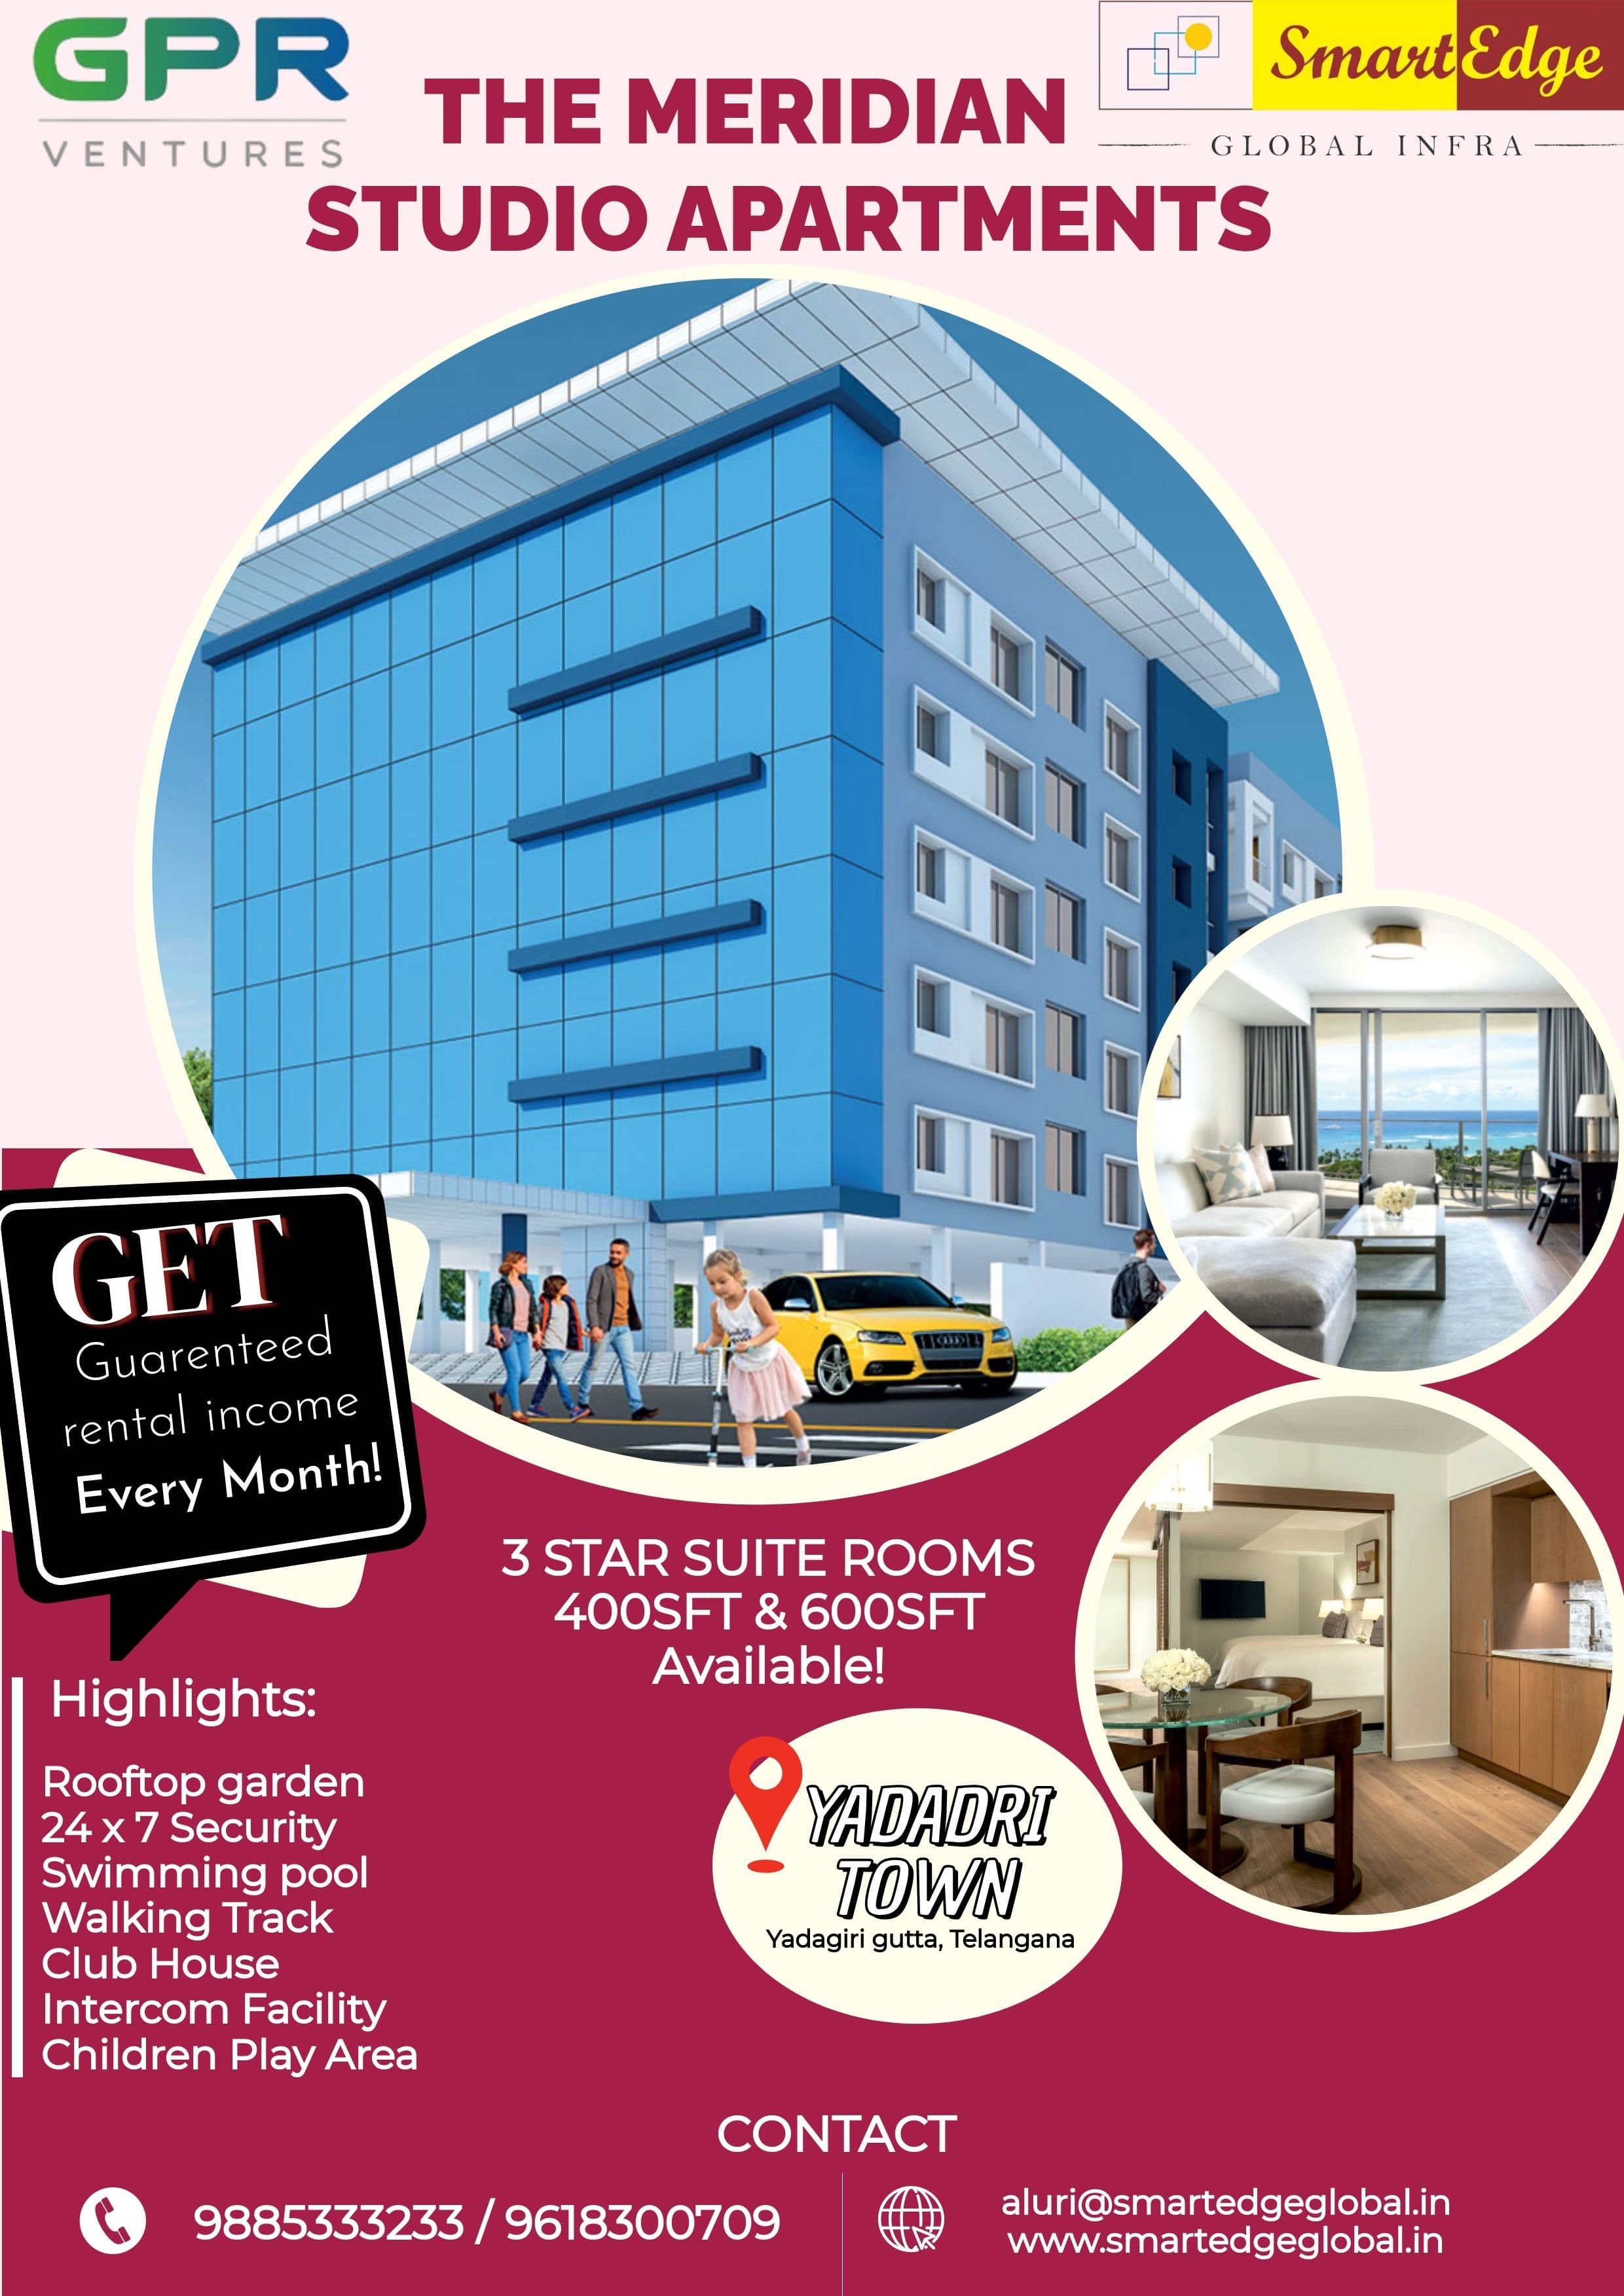 GPR
VENTURES
SmartEdge
GLOBAL INFRA
THE MERIDIAN
STUDIO APARTMENTS
GET
Guarenteed
rental income
Every Month!
3 STAR SUITE ROOMS
400SFT & 600SFT
Available!
Highlights:
Rooftop garden
24 x 7 Security
Swimming pool
Walking Track
Club House
Intercom Facility
Children Play Area
YADADRI
TOWN
Yadagiri gutta, Telangana
CONTACT
9885333233 / 9618300709
aluri@smartedgeglobal.in
www.smartedgeglobal.in